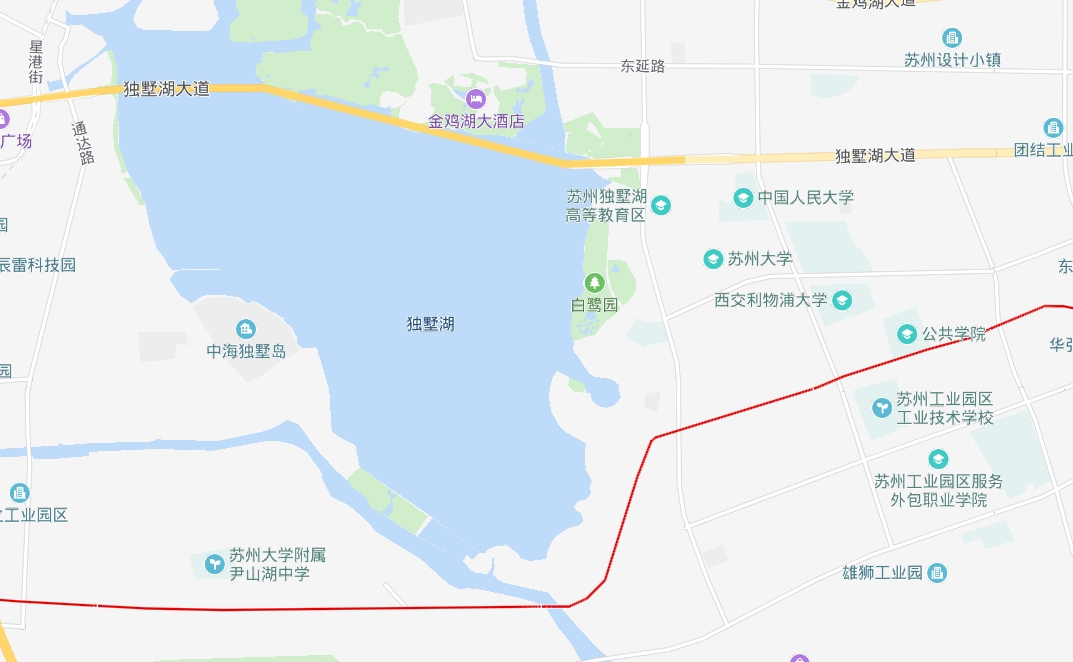 金鸡湖大道
苏州设计小镇
星港街
东延路
独墅湖大道
金鸡湖大酒店
广场
通达路
团结工业
独墅湖大道
苏州独墅湖
高等教育区
中国人民大学
园
辰雷科技园
苏州大学
东
西交利物浦大学
白鹭园
独墅湖
公共学院
中海独墅岛
园
苏州工业园区
工业技术学校
苏州工业园区服务
外包职业学院
工业园区
苏州大学附属
尹山湖中学
雄狮工业园